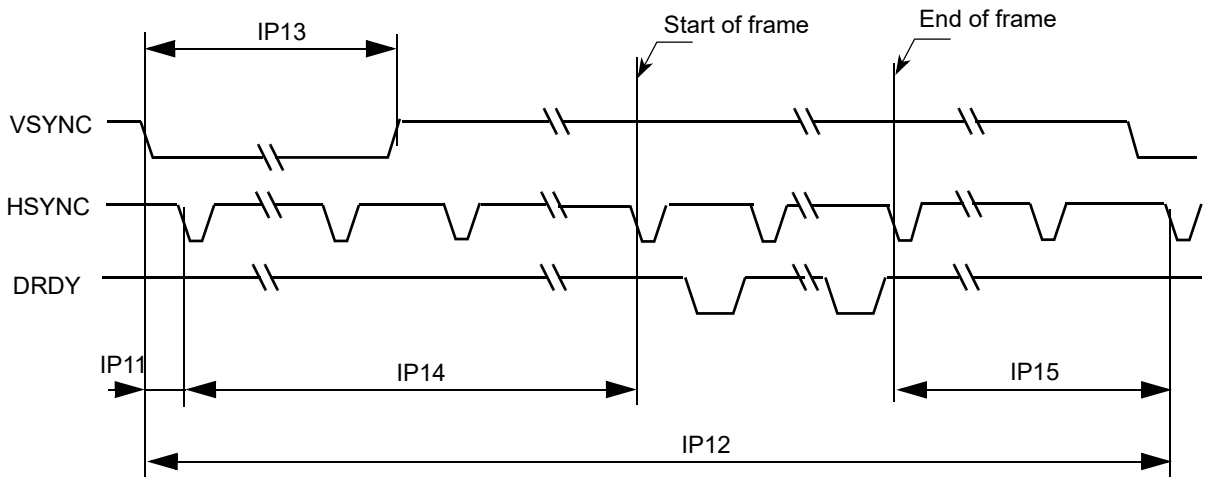 Start of frame
End of frame
IP13
VSYNC
HSYNC
DRDY
IP11
IP14
IP15
IP12